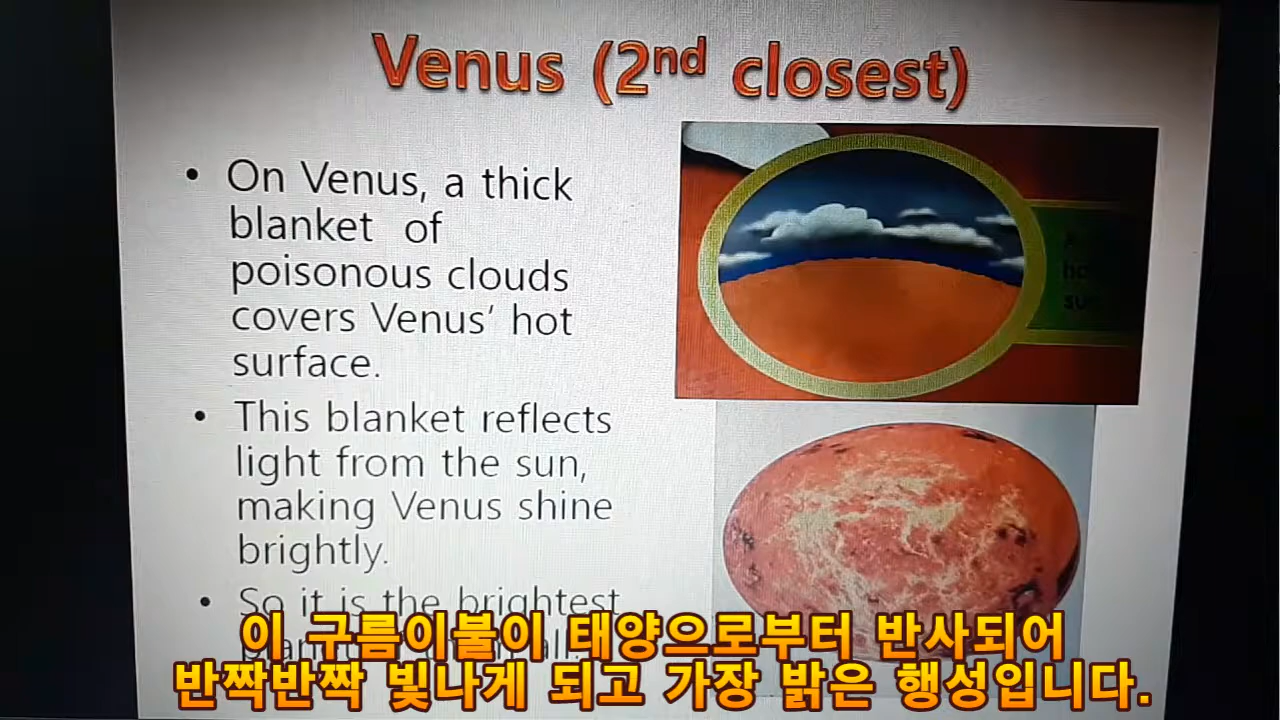 Venus (2nd closest)
• On Venus, a thick
blanket of
poisonous clouds
covers Venus’ hot
surface.
• This blanket reflects
light from the sun,
making Venus shine
brightly.
• So it is the brightest
이 구름이불이 태양으로부터 반사되어
반짝반짝 빛나게 되고 가장 밝은 행성입니다.